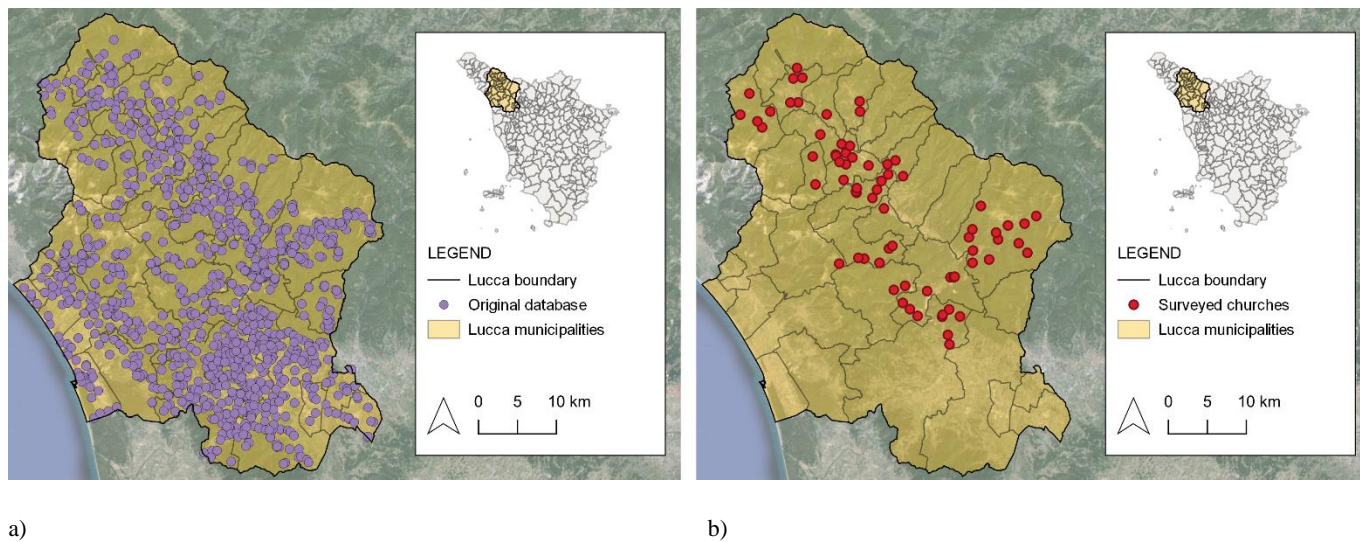 LEGEND
Lucca boundary
Original database
Lucca municipalities
0 5 10 km
LEGEND
Lucca boundary
Surveyed churches
Lucca municipalities
0 5 10 km
a)
b)